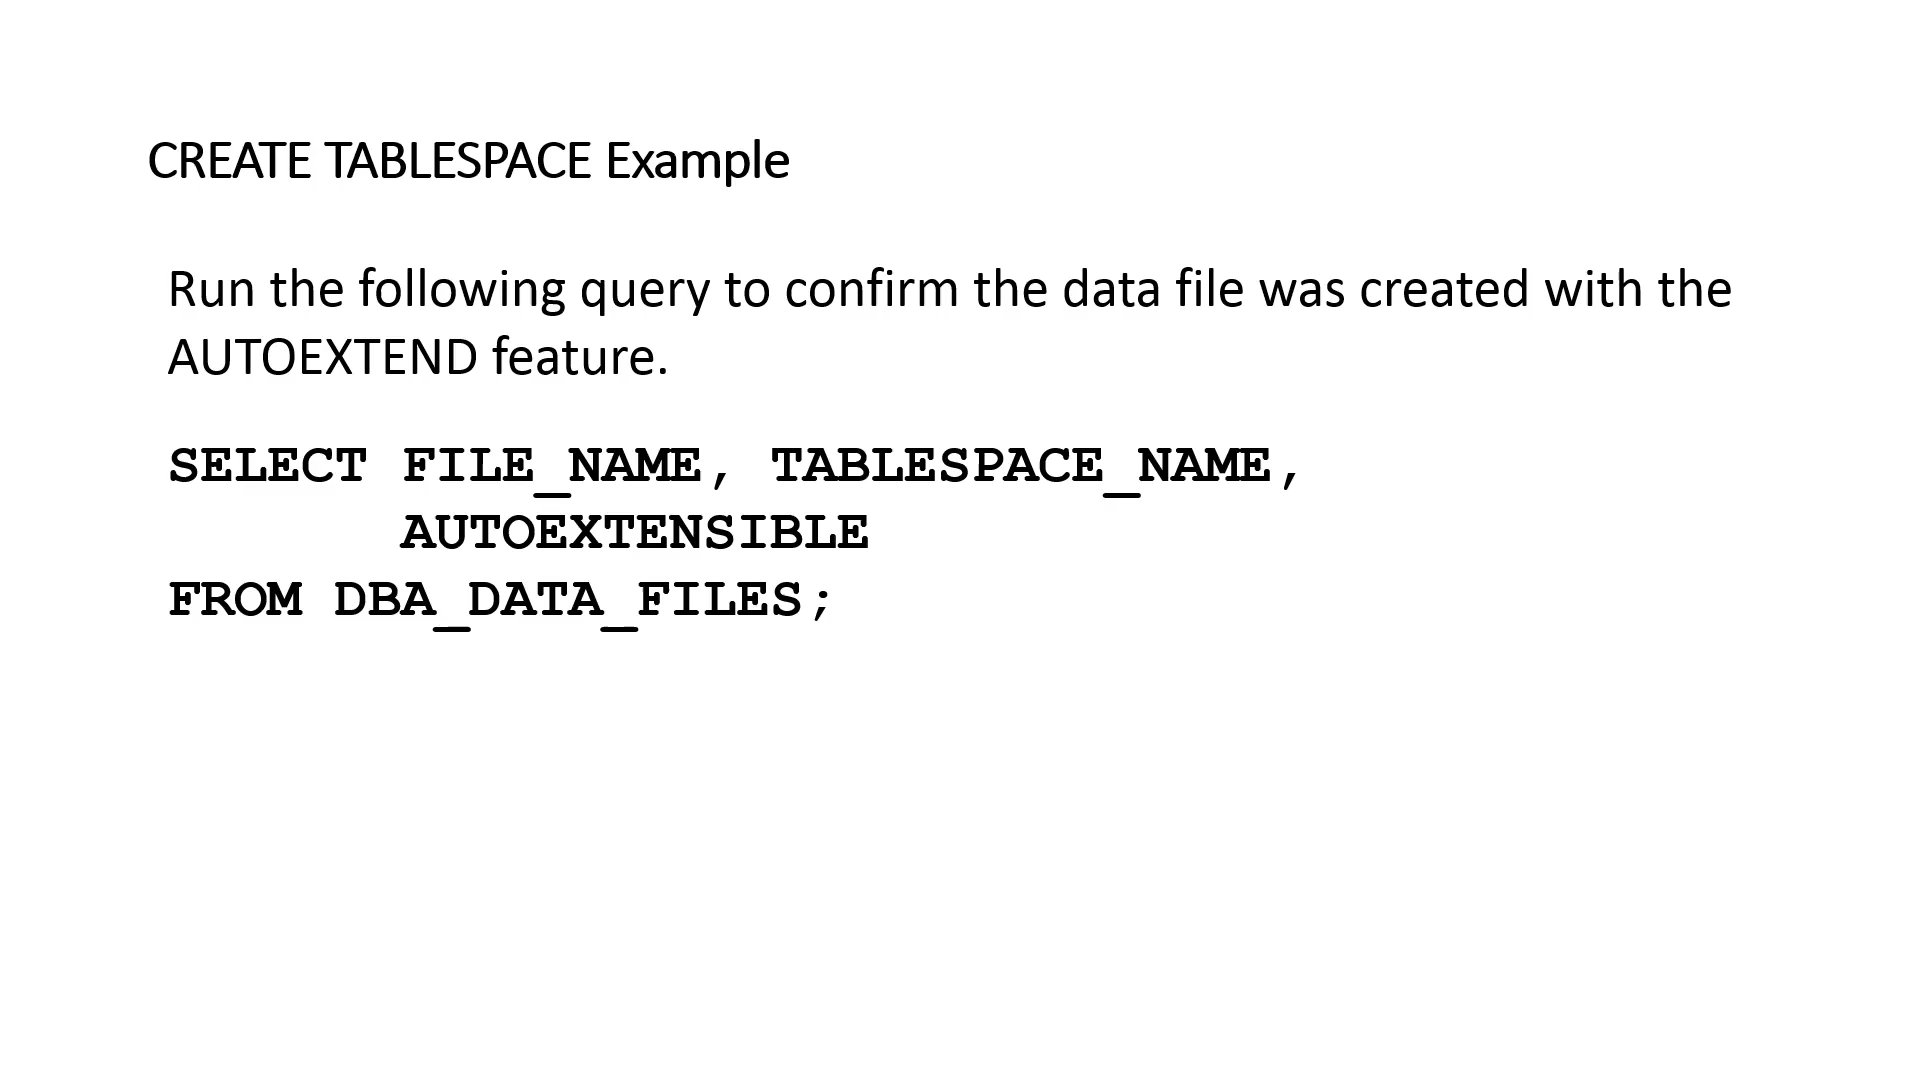 CREATE TABLESPACE Example
Run the following query to confirm the data file was created with the
AUTOEXTEND feature.
SELECT FILE_NAME, TABLESPACE_NAME,
       AUTOEXTENSIBLE
FROM DBA_DATA_FILES;